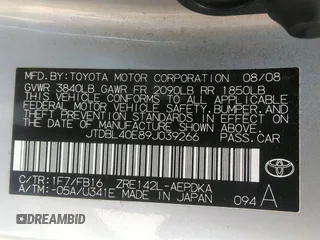 MFD. BY:TOYOTA MOTOR CORPORATION 08/08
GVWR 3840LB GAWR FR 2090LB RR 1850LB
THIS VEHICLE CONFORMS TO ALL APPLICABLE
FEDERAL MOTOR VEHICLE SAFETY, BUMPER, AND
THEFT PREVENTION STANDARDS IN EFFECT ON
THE DATE OF MANUFACTURE SHOWN ABOVE.
JTDBL40E89J039266 PASS. CAR
C/TR:1F7/FB16 ZRE142L-AEPDKA
A/TM:-05A/U341E MADE IN JAPAN
094 A
TOYOTA
DREAMBID